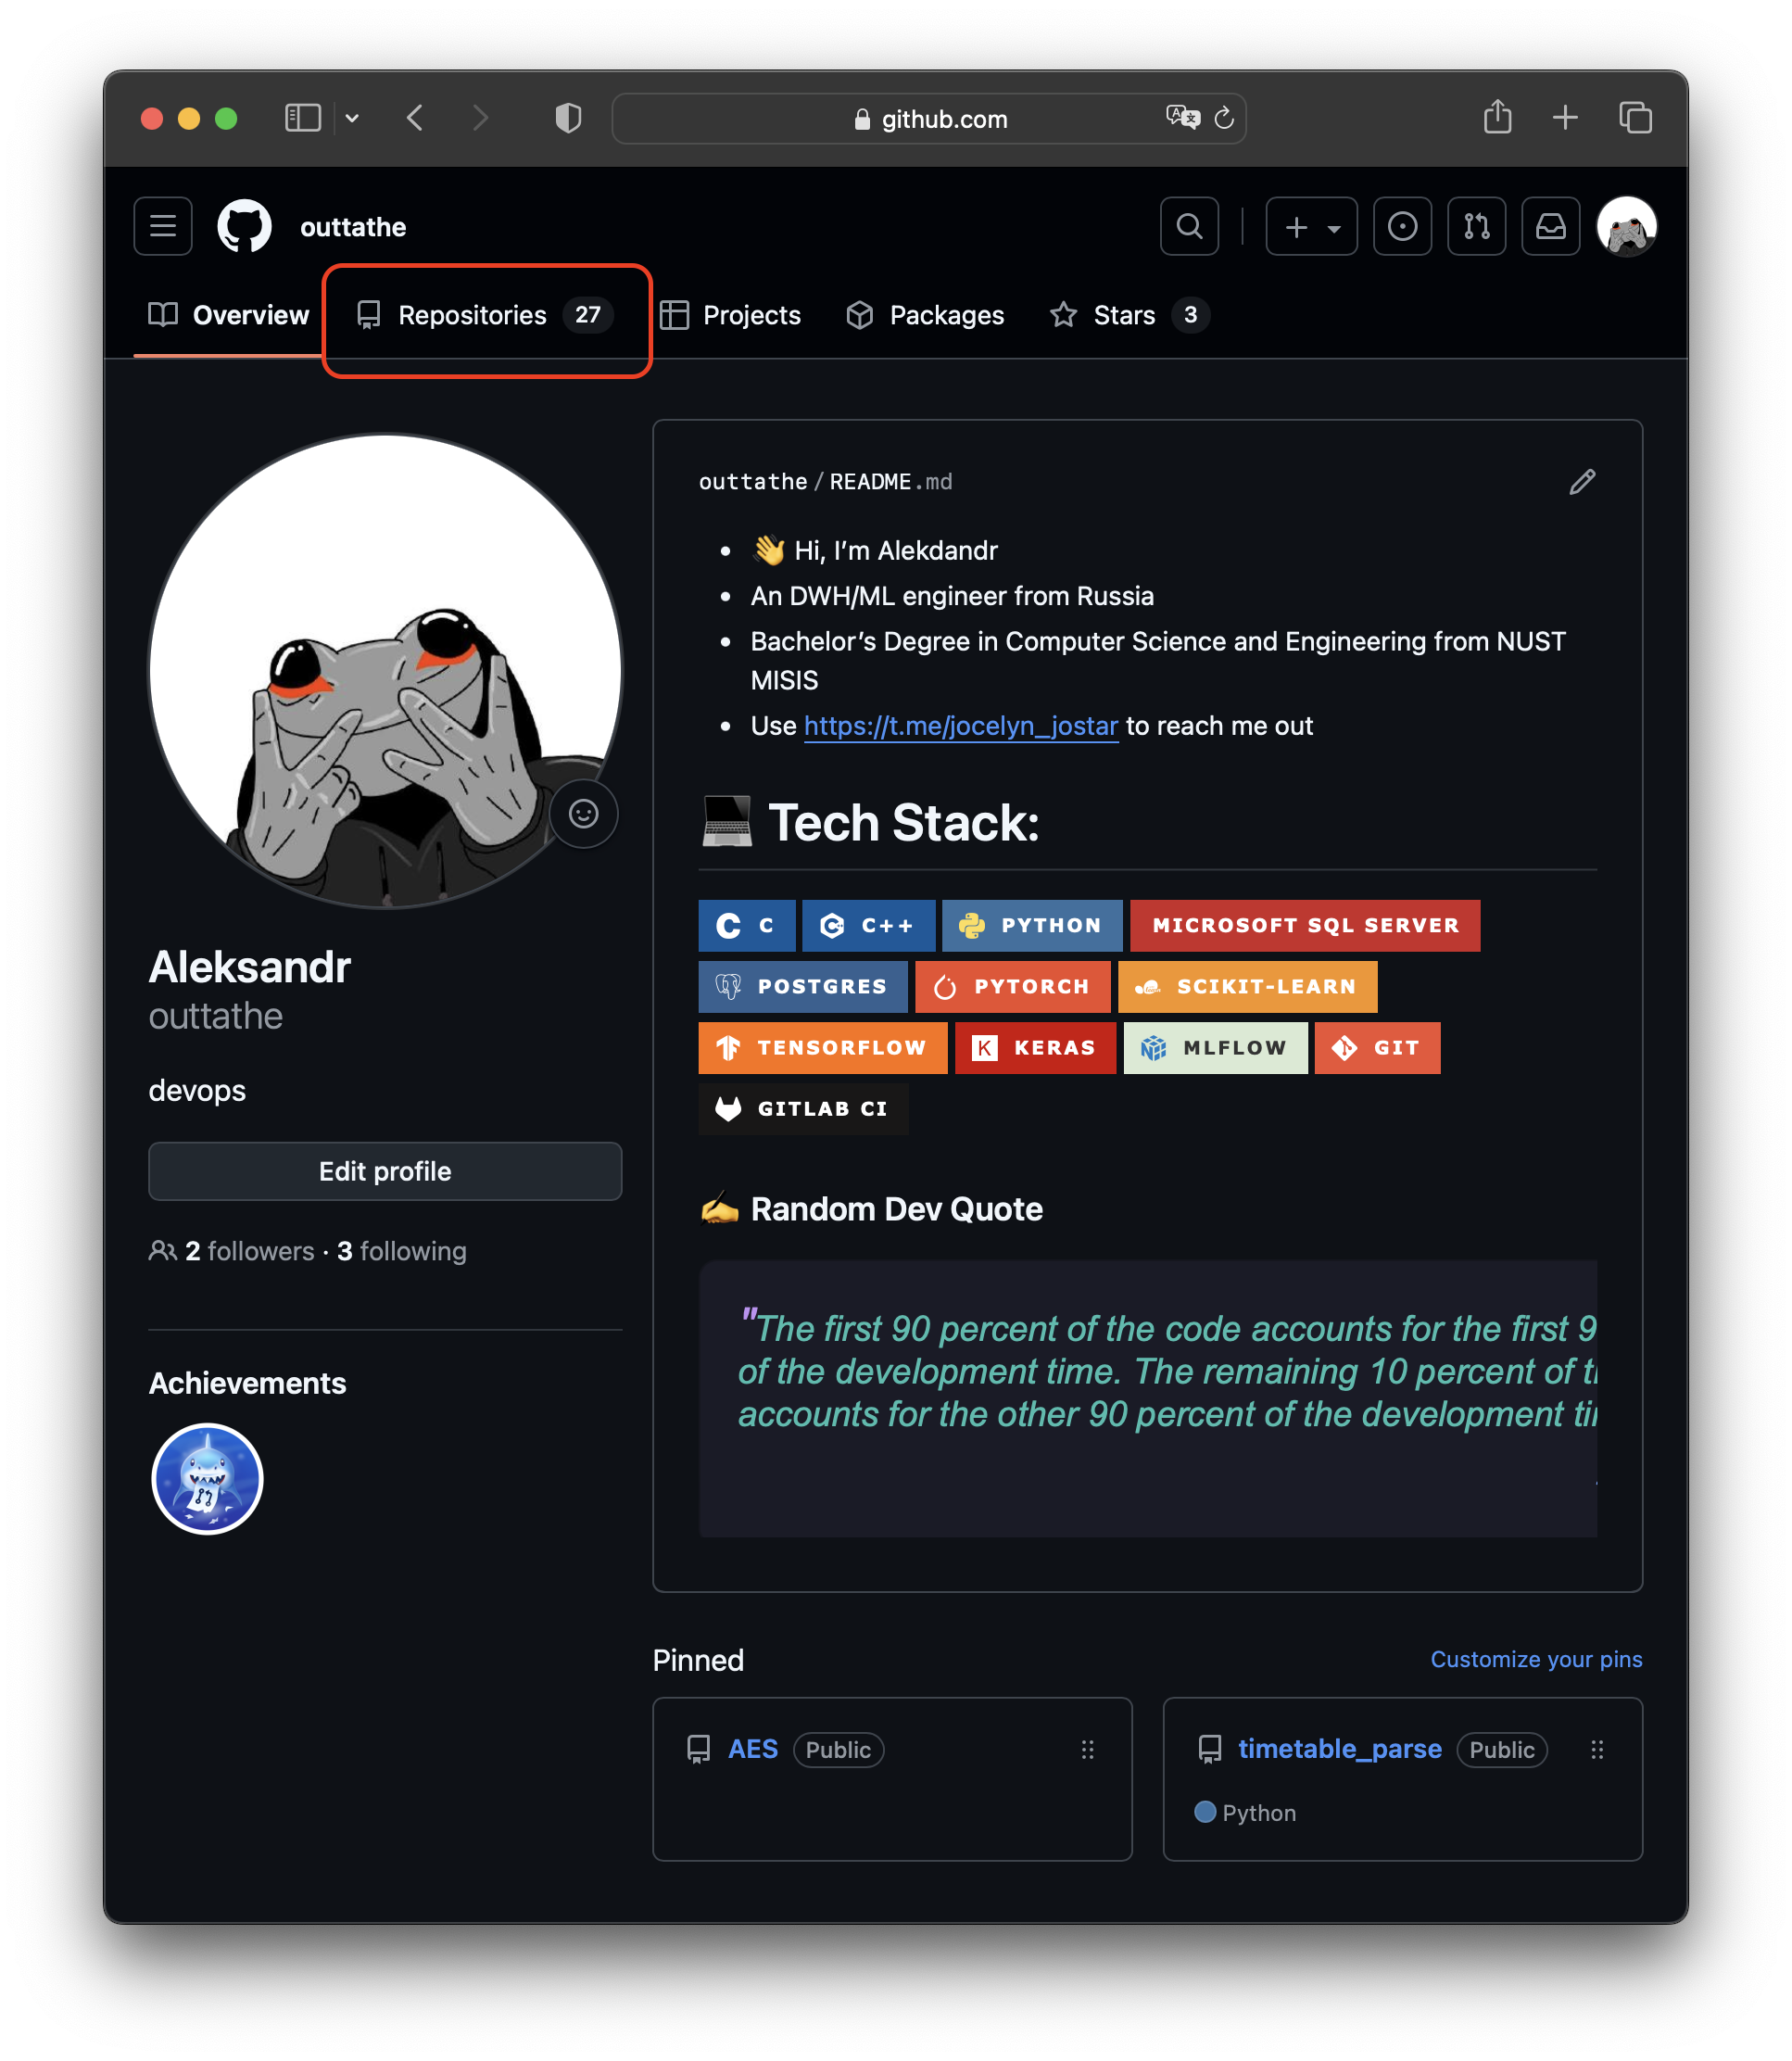 github.com
outtathe
Overview Repositories 27 Projects Packages Stars 3
outtathe/README.md
👋 Hi, I’m Alekdandr
An DWH/ML engineer from Russia
Bachelor’s Degree in Computer Science and Engineering from NUST
MISIS
Use https://t.me/jocelyn_jostar to reach me out
💻 Tech Stack:
C C++ PYTHON MICROSOFT SQL SERVER
POSTGRES PYTORCH SCIKIT-LEARN
TENSORFLOW KERAS MLFLOW GIT
GITLAB CI
Aleksandr
outtathe
devops
Edit profile
2 followers · 3 following
Achievements
✍️ Random Dev Quote
"The first 90 percent of the code accounts for the first 9
of the development time. The remaining 10 percent of
accounts for the other 90 percent of the development
Pinned Customize your pins
AES Public
timetable_parse Public
Python